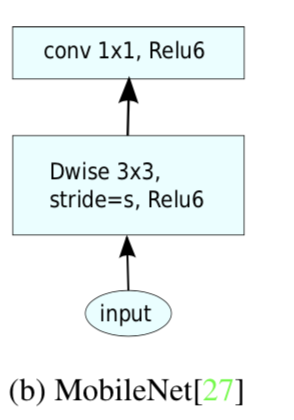 conv 1x1, Relu6
Dwise 3x3,
stride=s, Relu6
input
(b) MobileNet[27]